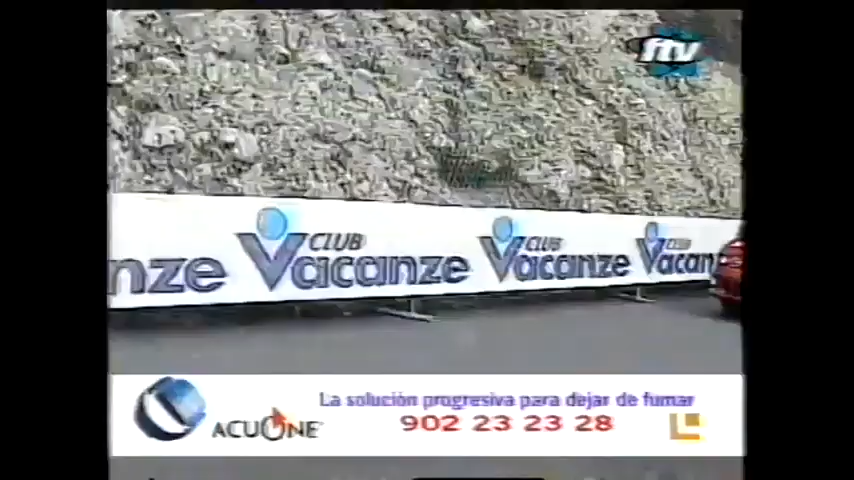 ftv
nze
CLUB
Vacanze
CLUB
Vacanze
CLUB
Vacan
La solución progresiva para dejar de fumar
ACUONE
902 23 23 28